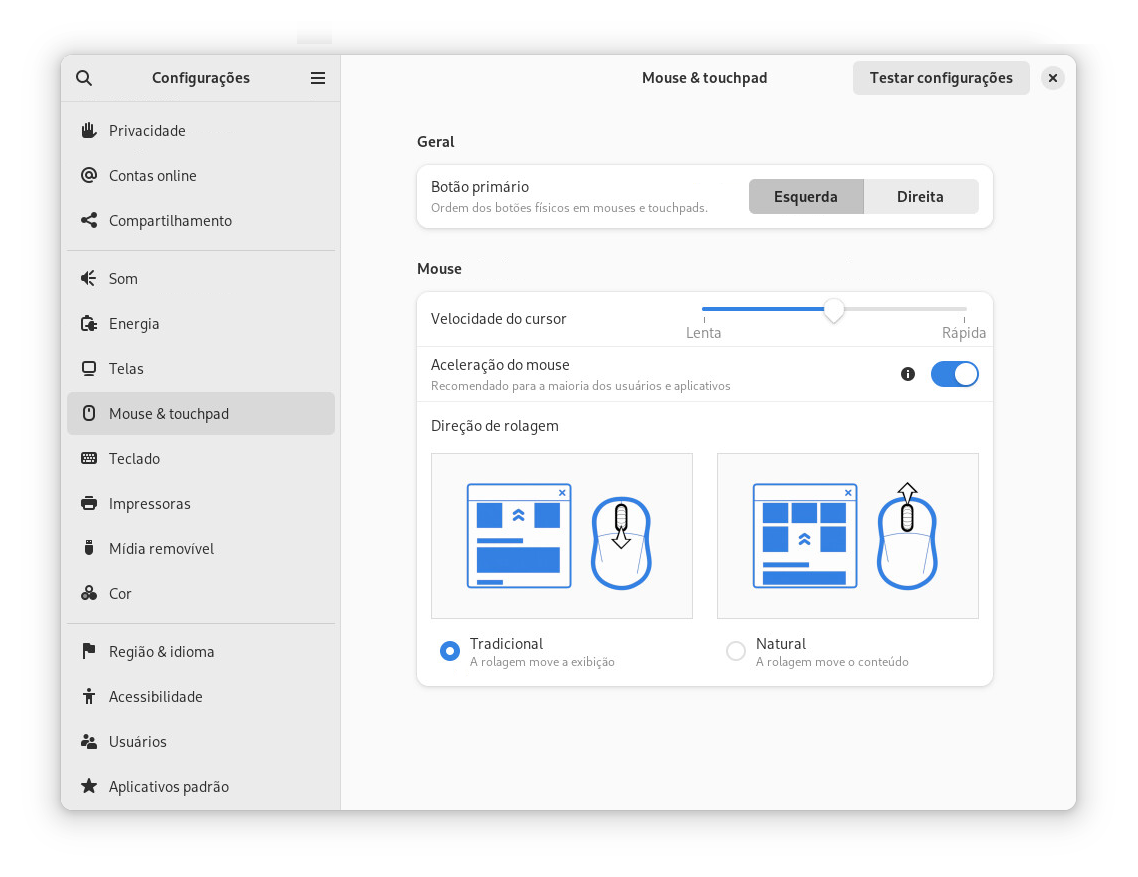 Configurações
Mouse & touchpad
Testar configurações
Privacidade
Contas online
Compartilhamento
Som
Energia
Telas
Mouse & touchpad
Teclado
Impressoras
Mídia removível
Cor
Região & idioma
Acessibilidade
Usuários
Aplicativos padrão
Geral
Botão primário
Ordem dos botões físicos em mouses e touchpads.
Esquerda
Direita
Mouse
Velocidade do cursor
Lenta
Rápida
Aceleração do mouse
Recomendado para a maioria dos usuários e aplicativos
Direção de rolagem
Tradicional
A rolagem move a exibição
Natural
A rolagem move o conteúdo